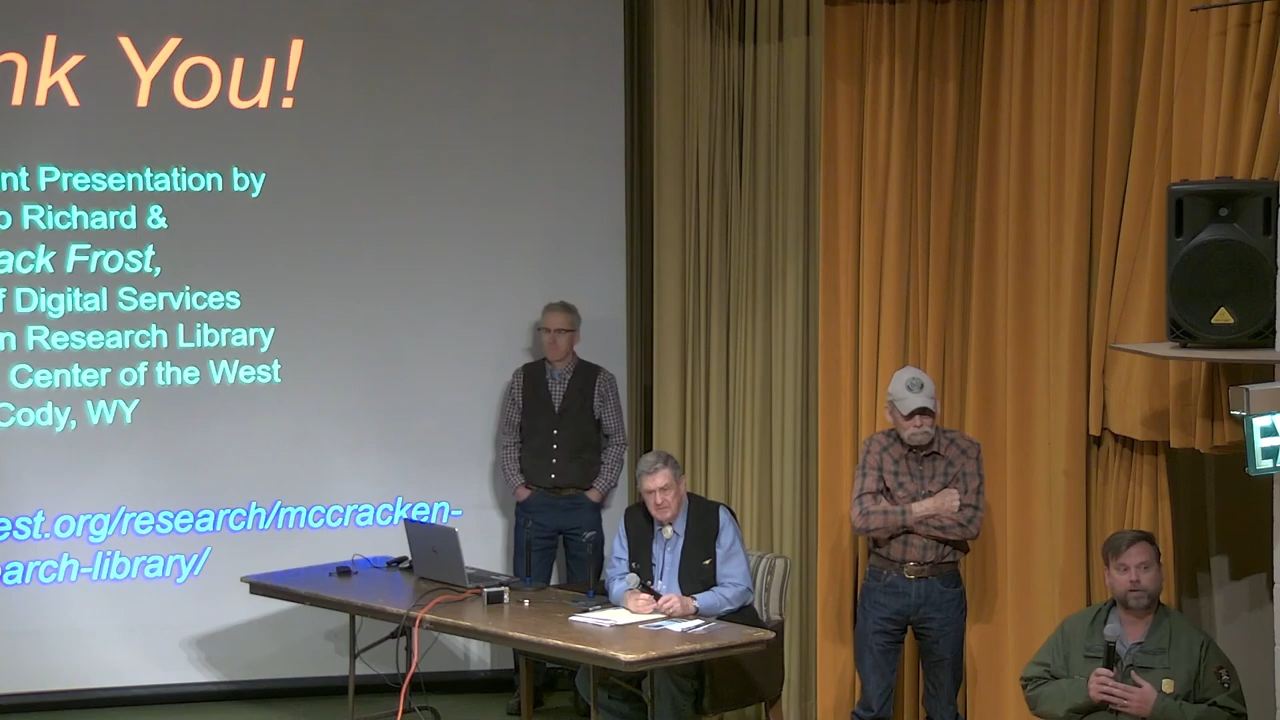 nk You!
nt Presentation by
o Richard &
ack Frost,
f Digital Services
n Research Library
Center of the West
Cody, WY
est.org/research/mccracken-
earch-library/
EX